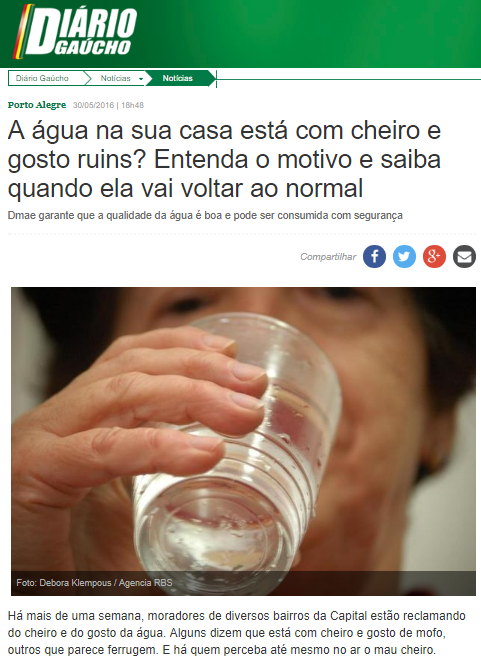 DIÁRIO
GAÚCHO
Diário Gaúcho Notícias Notícias
Porto Alegre 30/05/2016 | 18h48
A água na sua casa está com cheiro e
gosto ruins? Entenda o motivo e saiba
quando ela vai voltar ao normal
Dmae garante que a qualidade da água é boa e pode ser consumida com segurança
Compartilhar
Foto: Debora Klempous / Agencia RBS
Há mais de uma semana, moradores de diversos bairros da Capital estão reclamando
do cheiro e do gosto da água. Alguns dizem que está com cheiro e gosto de mofo,
outros que parece ferrugem. E há quem perceba até mesmo no ar o mau cheiro.